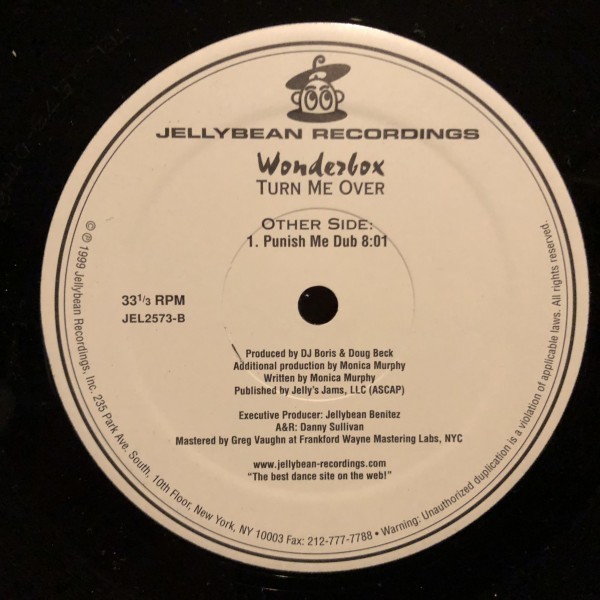 JELLYBEAN RECORDINGS
Wonderbox
TURN ME OVER
OTHER SIDE:
1. Punish Me Dub 8:01
33 1/3 RPM
JEL2573-B
Produced by DJ Boris & Doug Beck
Additional production by Monica Murphy
Written by Monica Murphy
Published by Jelly's Jams, LLC (ASCAP)
Executive Producer: Jellybean Benitez
A&R: Danny Sullivan
Mastered by Greg Vaughn at Frankford Wayne Mastering Labs, NYC
www.jellybean-recordings.com
"The best dance site on the web!"
© ℗ 1999 Jellybean Recordings, Inc. 235 Park Ave. South, 10th Floor, New York, NY 10003 Fax: 212-777-7788 • Warning: Unauthorized duplication is a violation of applicable laws. All rights reserved.